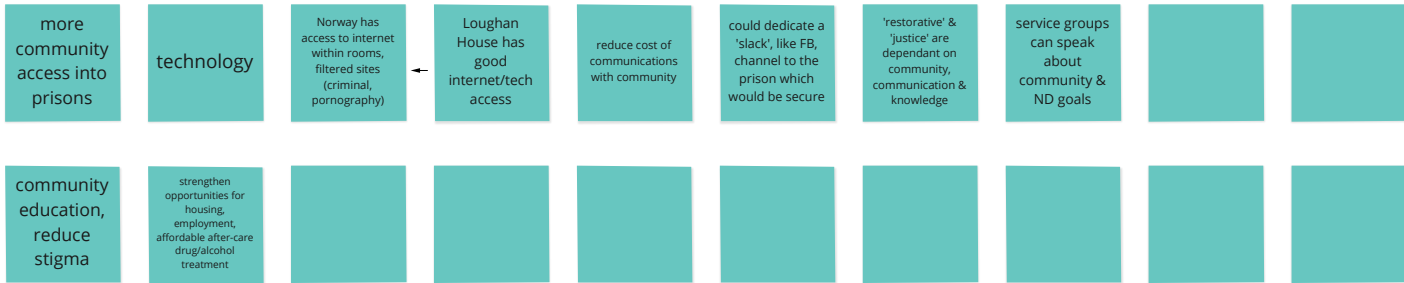 more
community
access into
prisons
technology
Norway has
access to internet
within rooms,
filtered sites
(criminal,
pornography)
Loughan
House has
good
internet/tech
access
reduce cost of
communications
with community
could dedicate a
'slack', like FB,
channel to the
prison which
would be secure
'restorative' &
'justice' are
dependant on
community,
communication &
knowledge
service groups
can speak
about
community &
ND goals
community
education,
reduce
stigma
strengthen
opportunities for
housing,
employment,
affordable after-care
drug/alcohol
treatment